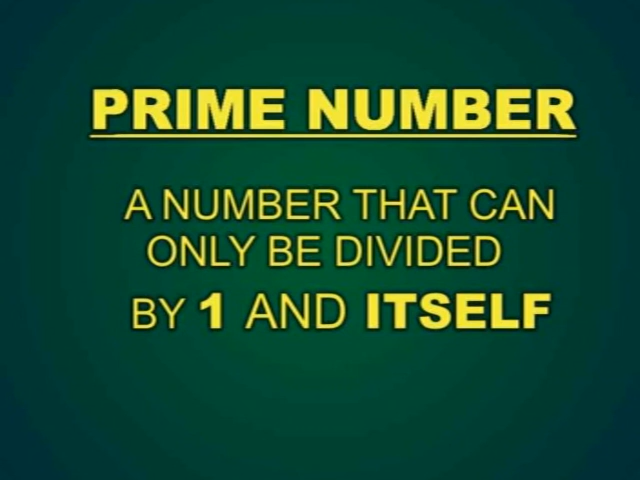 PRIME NUMBER
A NUMBER THAT CAN
ONLY BE DIVIDED
BY 1 AND ITSELF